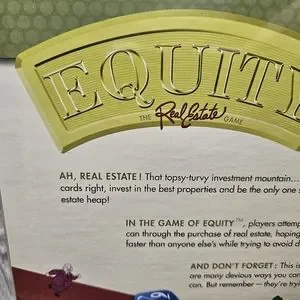 EQUITY
THE Real Estate GAME
AH, REAL ESTATE! That topsy-turvy investment mountain...
cards right, invest in the best properties and be the only one
estate heap!
IN THE GAME OF EQUITY™, players attemp
can through the purchase of real estate, hoping
faster than anyone else's while trying to avoid d
AND DON'T FORGET: This is
are many devious ways you can
can. But remember — they're try